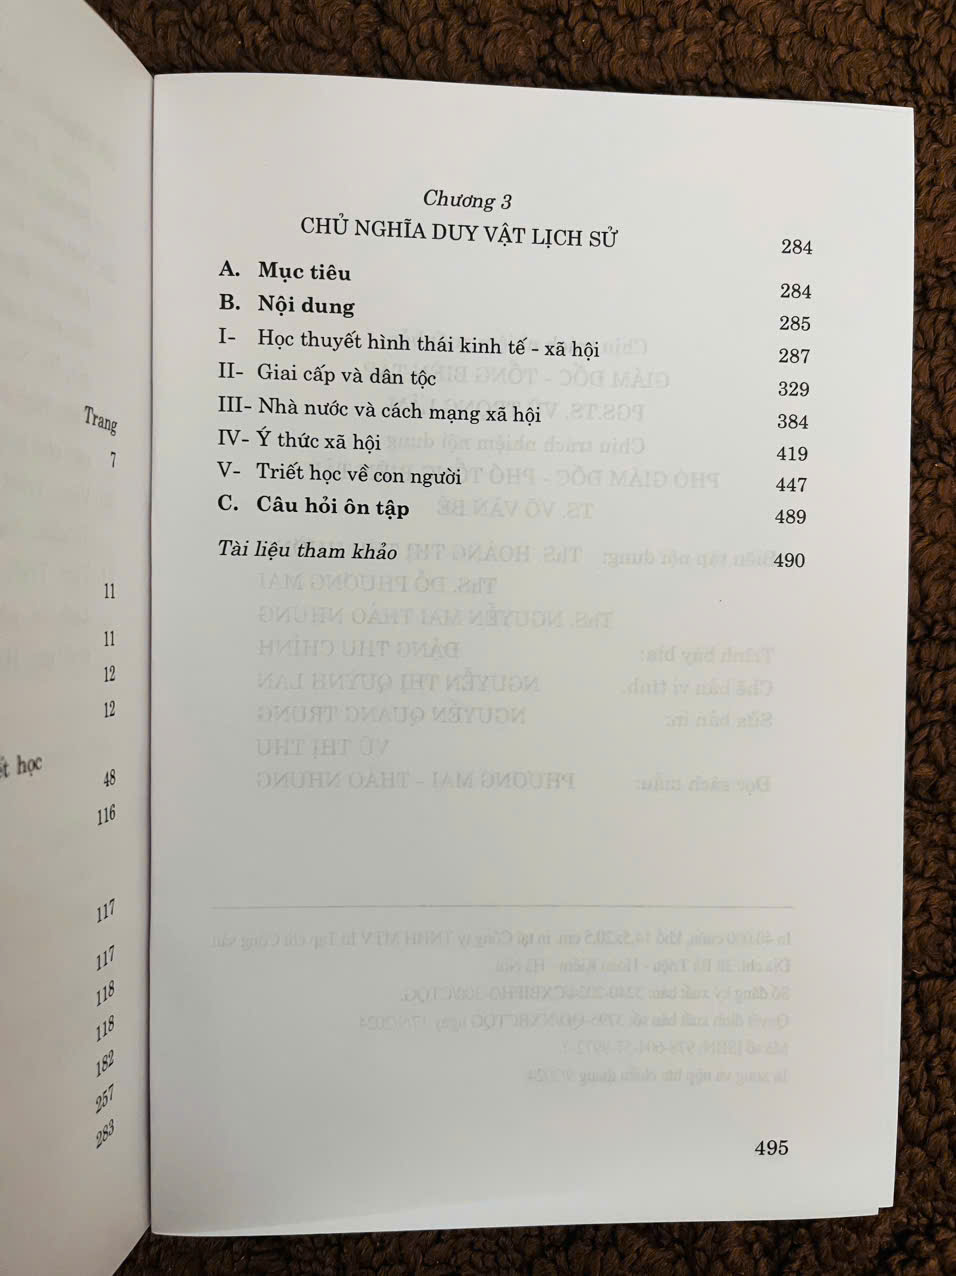 Trang
7
11
11
12
12
học
48
116
117
117
118
118
182
257
283
Chương 3
CHỦ NGHĨA DUY VẬT LỊCH SỬ 284
A. Mục tiêu 284
B. Nội dung 285
I- Học thuyết hình thái kinh tế - xã hội 287
II- Giai cấp và dân tộc 329
III- Nhà nước và cách mạng xã hội 384
IV- Ý thức xã hội 419
V- Triết học về con người 447
C. Câu hỏi ôn tập 489
Tài liệu tham khảo 490
495